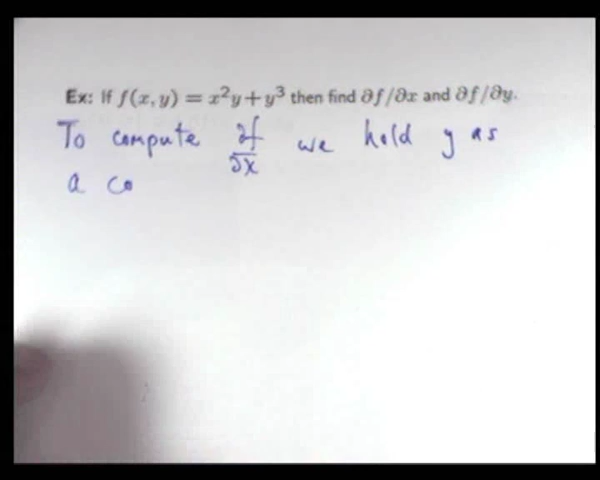 Ex: If f(x, y) = x²y + y³ then find ∂f/∂x and ∂f/∂y.
To compute ∂f/∂x we hold y as
a co